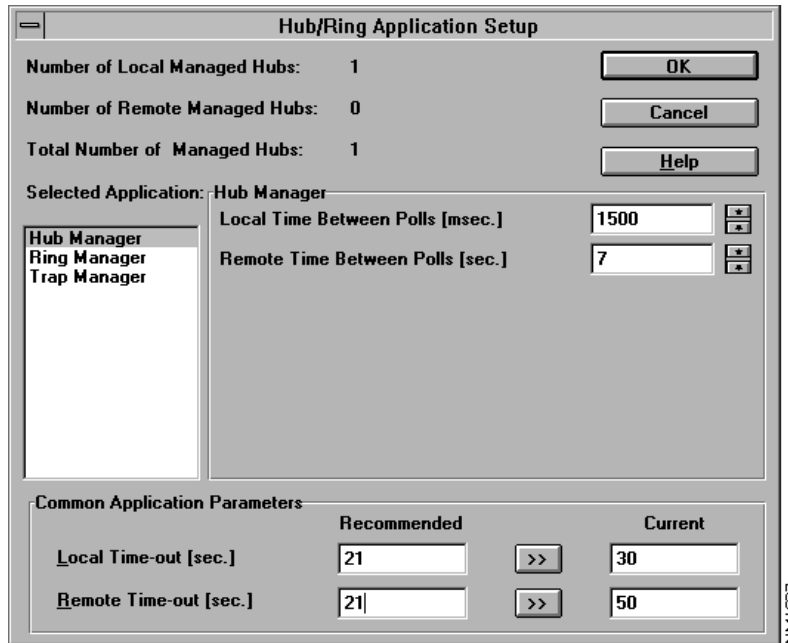 Hub/Ring Application Setup
Number of Local Managed Hubs: 1
OK
Number of Remote Managed Hubs: 0
Cancel
Total Number of Managed Hubs: 1
Help
Selected Application:
Hub Manager
Ring Manager
Trap Manager
Hub Manager
Local Time Between Polls [msec.] 1500
Remote Time Between Polls [sec.] 7
Common Application Parameters
Recommended Current
Local Time-out [sec.] 21 >> 30
Remote Time-out [sec.] 21 >> 50